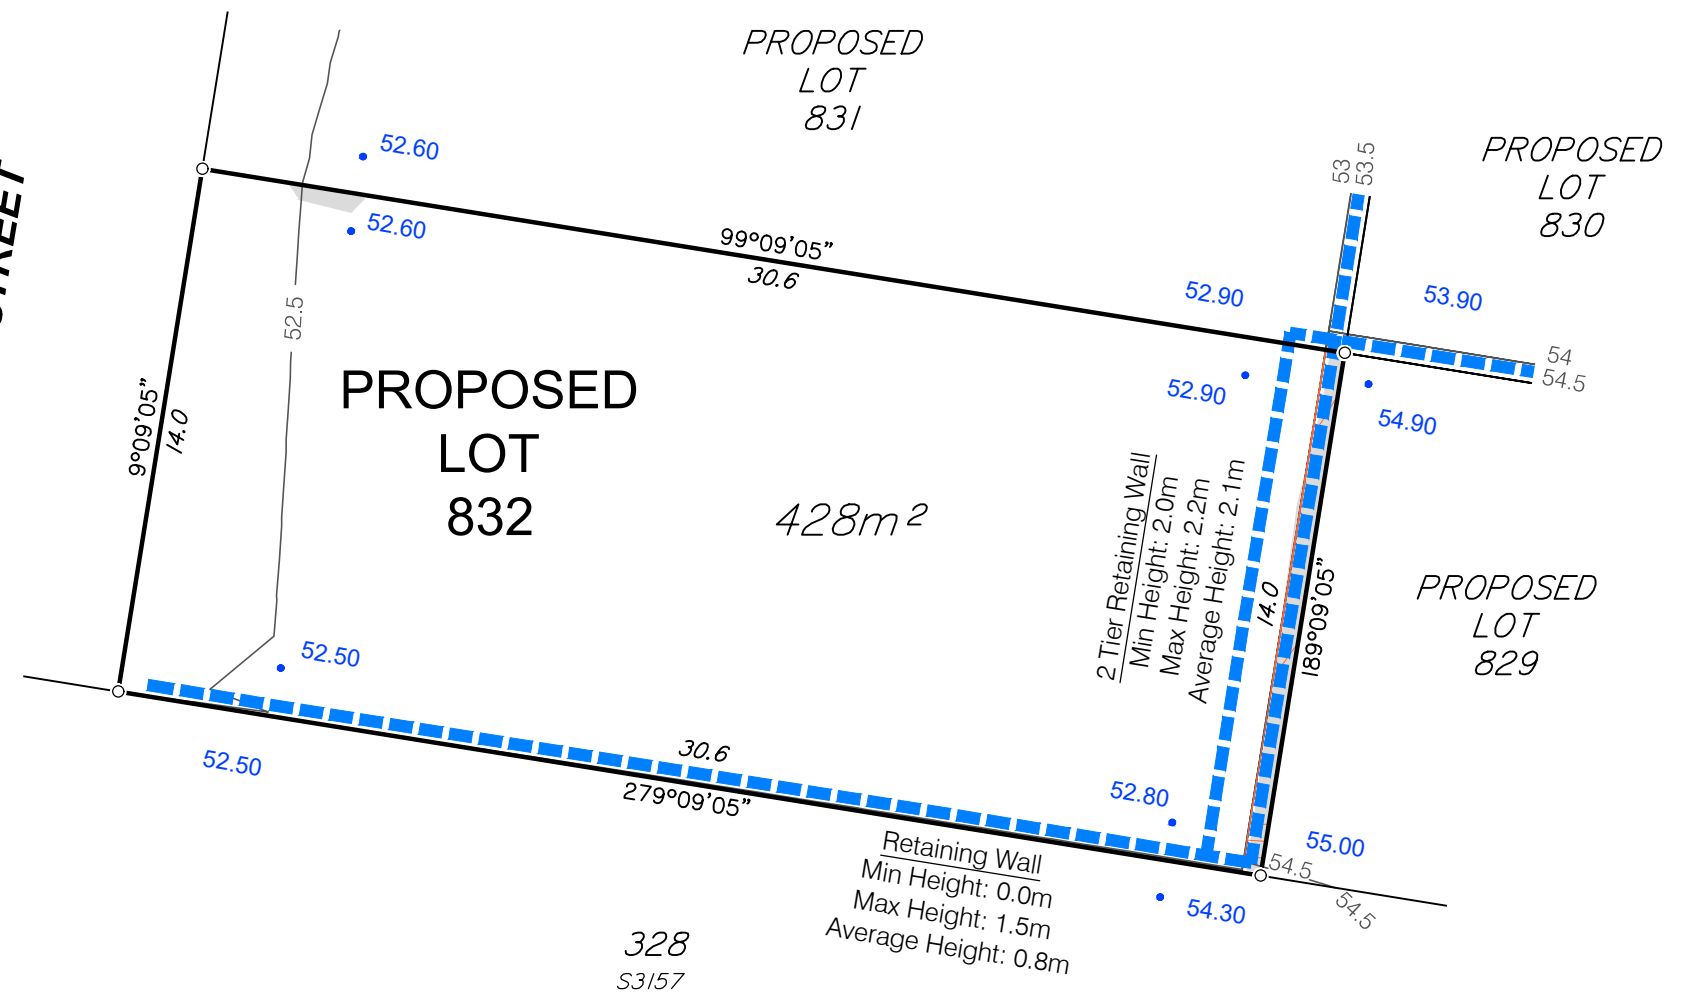 PROPOSED
LOT
831
PROPOSED
LOT
830
53
53.5
52.60
52.60
99°09'05"
30.6
52.90
53.90
54
54.5
52.90
54.90
52.5
PROPOSED
LOT
832
428m²
9°09'05"
14.0
2 Tier Retaining Wall
Min Height: 2.0m
Max Height: 2.2m
Average Height: 2.1m
14.0
189°09'05"
PROPOSED
LOT
829
52.50
52.50
30.6
279°09'05"
52.80
55.00
54.5
54.5
54.30
Retaining Wall
Min Height: 0.0m
Max Height: 1.5m
Average Height: 0.8m
328
S3157